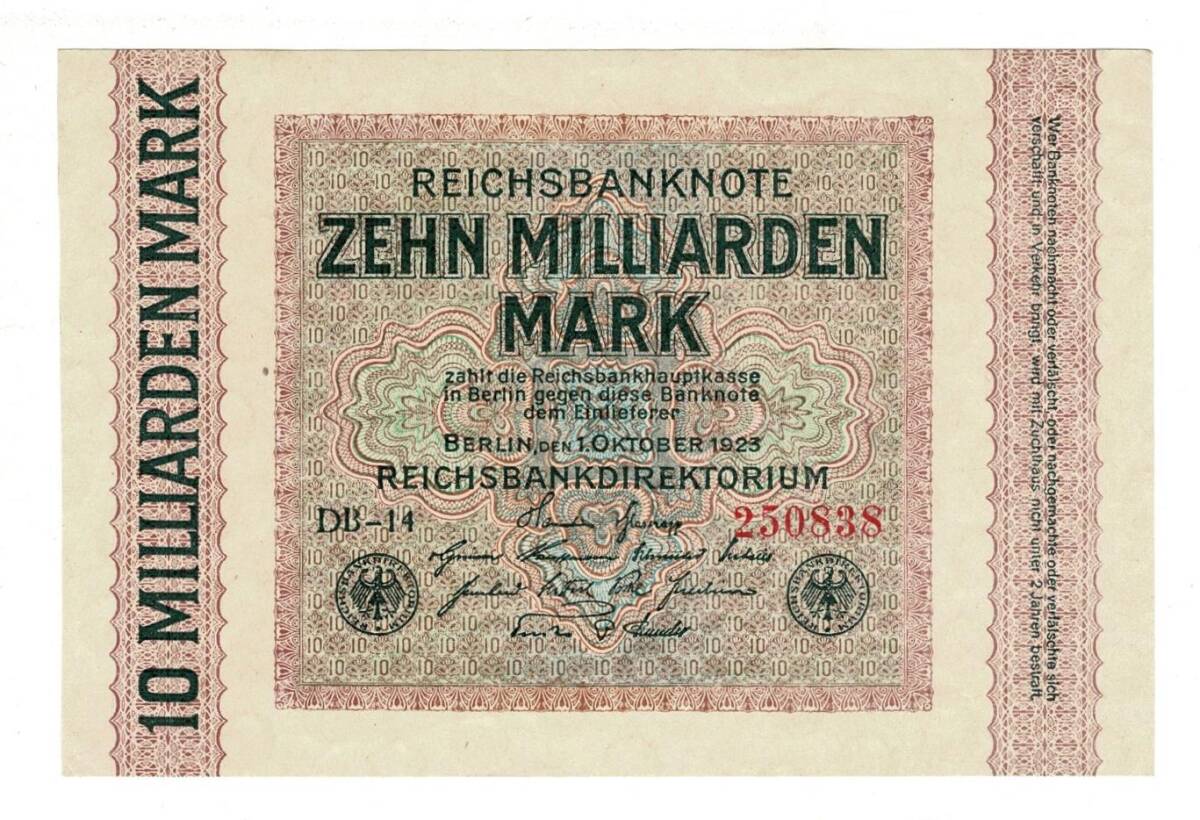 10 MILLIARDEN MARK
REICHSBANKNOTE
ZEHN MILLIARDEN
MARK
zahlt die Reichsbankhauptkasse
in Berlin gegen diese Banknote
dem Einlieferer
BERLIN, DEN 1. OKTOBER 1923
REICHSBANKDIREKTORIUM
DB-14
250838
REICHSBANKDIREKTORIUM
REICHSBANKDIREKTORIUM
Wer Banknoten nachmacht oder verfälscht, oder nachgemachte oder verfälschte sich
verschafft und in Verkehr bringt, wird mit Zuchthaus nicht unter 2 Jahren bestraft.